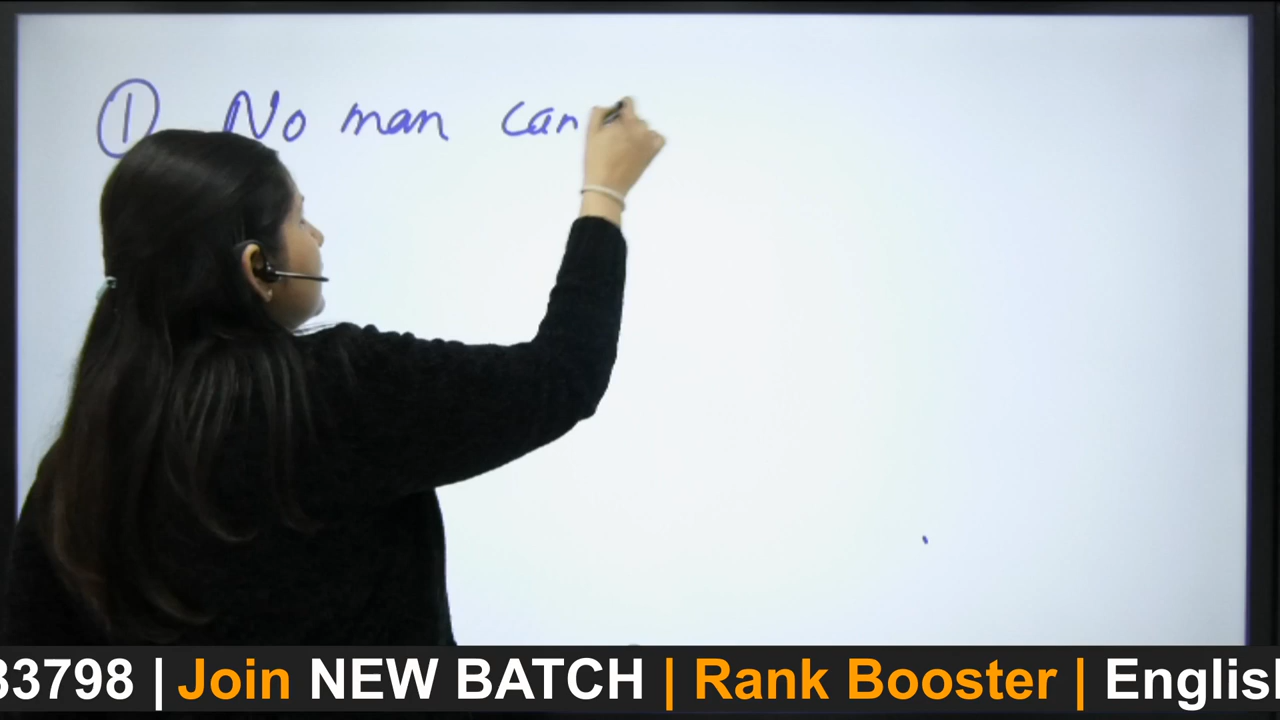 ① No man can
33798 | Join NEW BATCH | Rank Booster | English